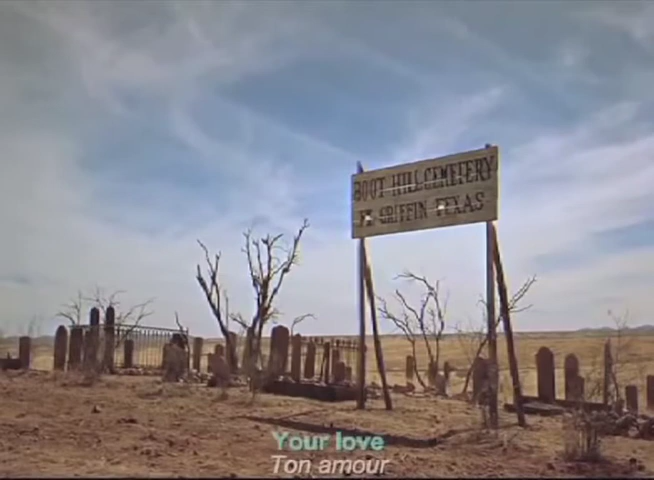 BOOT HILL CEMETERY
FT GRIFFIN TEXAS
Your love
Ton amour